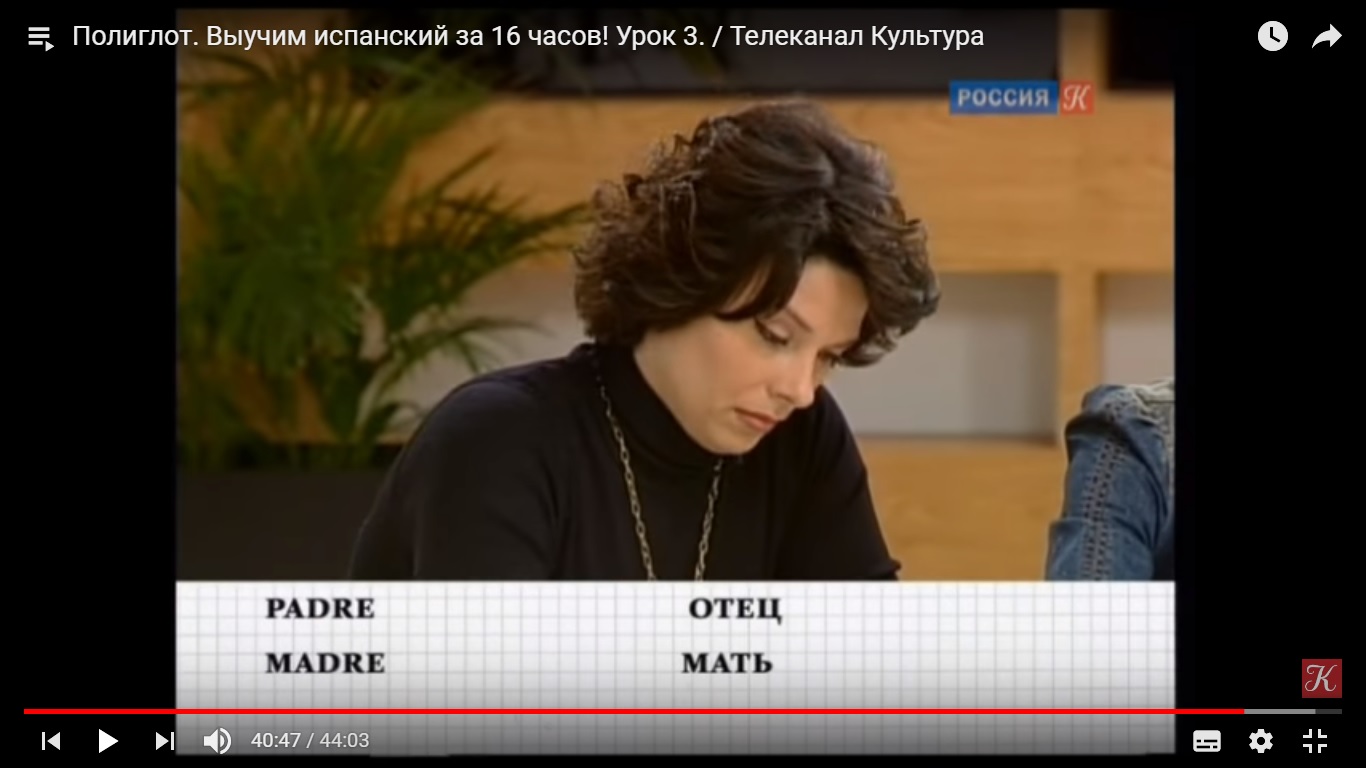 Полиглот. Выучим испанский за 16 часов! Урок 3. / Телеканал Культура
РОССИЯ К
PADRE ОТЕЦ
MADRE МАТЬ
К
40:47 / 44:03